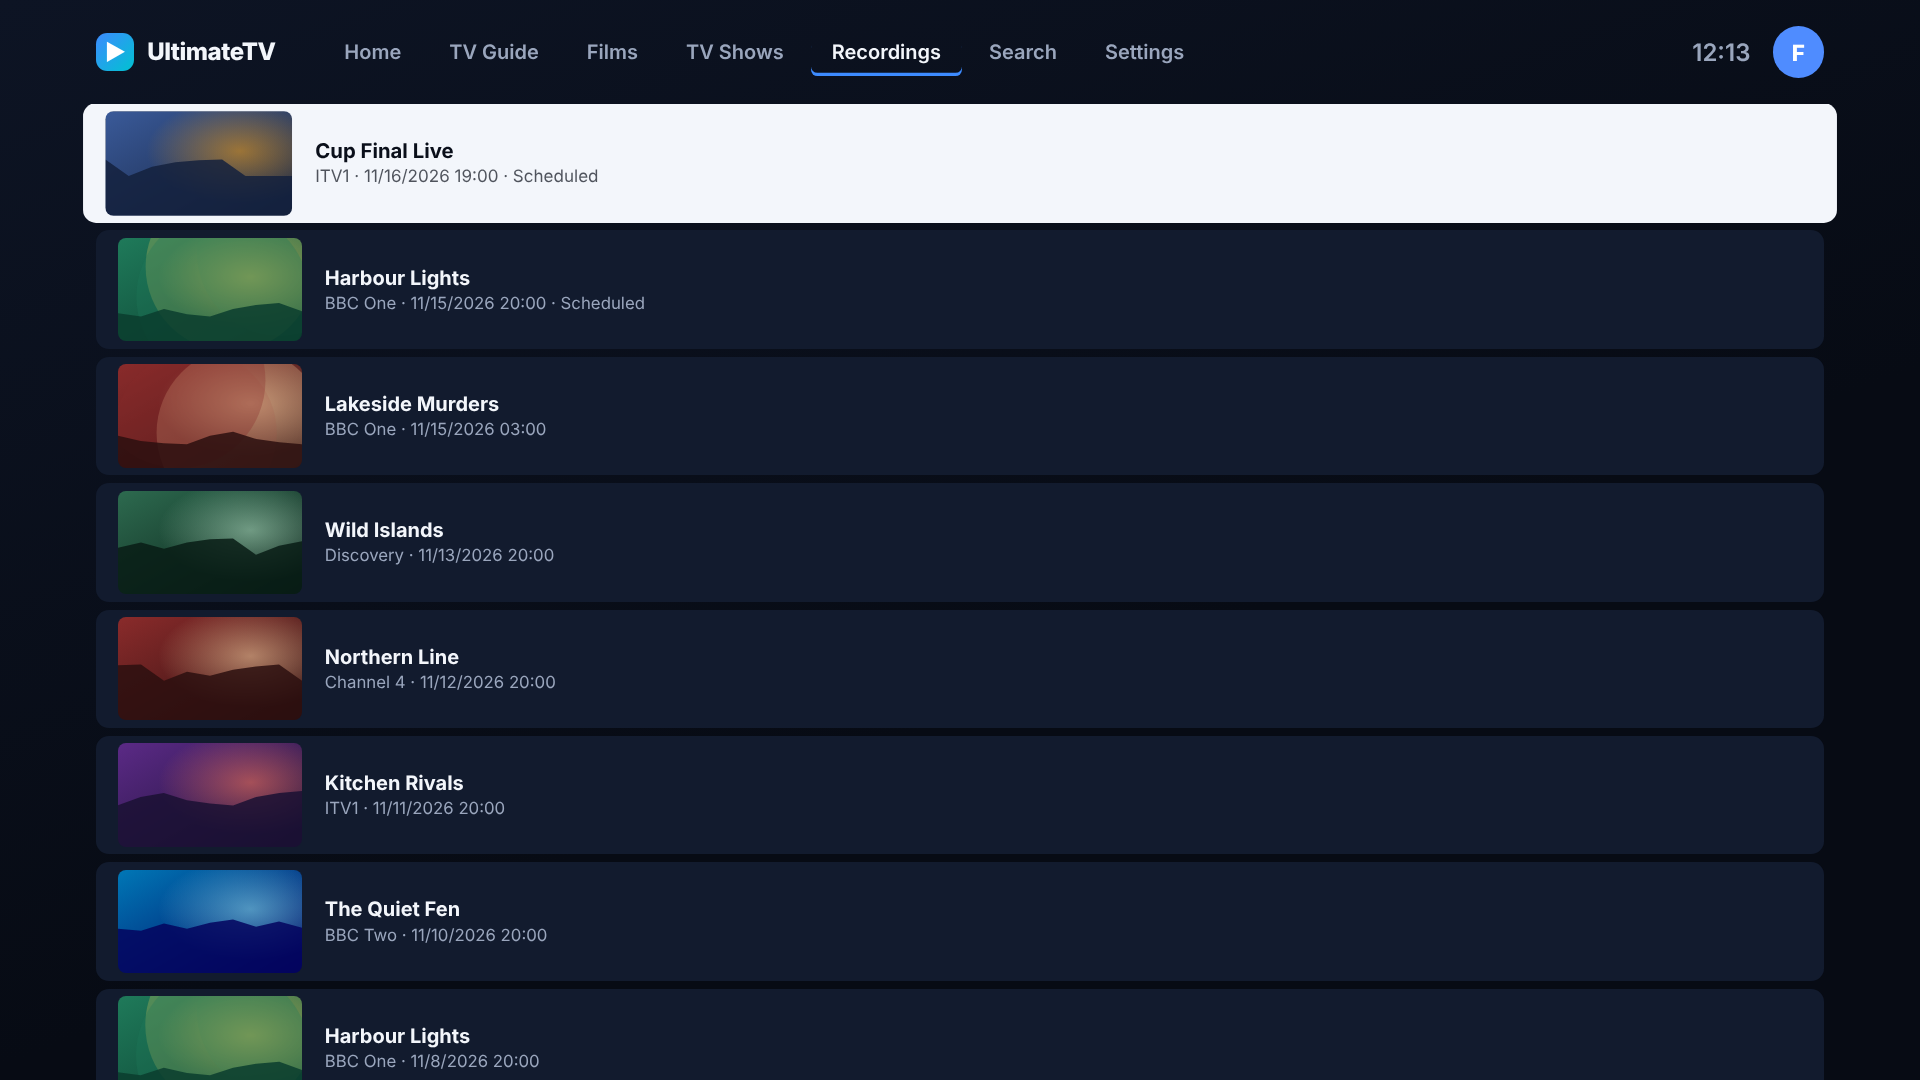 UltimateTV
Home
TV Guide
Films
TV Shows
Recordings
Search
Settings
12:13
F
Cup Final Live
ITV1 · 11/16/2026 19:00 · Scheduled
Harbour Lights
BBC One · 11/15/2026 20:00 · Scheduled
Lakeside Murders
BBC One · 11/15/2026 03:00
Wild Islands
Discovery · 11/13/2026 20:00
Northern Line
Channel 4 · 11/12/2026 20:00
Kitchen Rivals
ITV1 · 11/11/2026 20:00
The Quiet Fen
BBC Two · 11/10/2026 20:00
Harbour Lights
BBC One · 11/8/2026 20:00